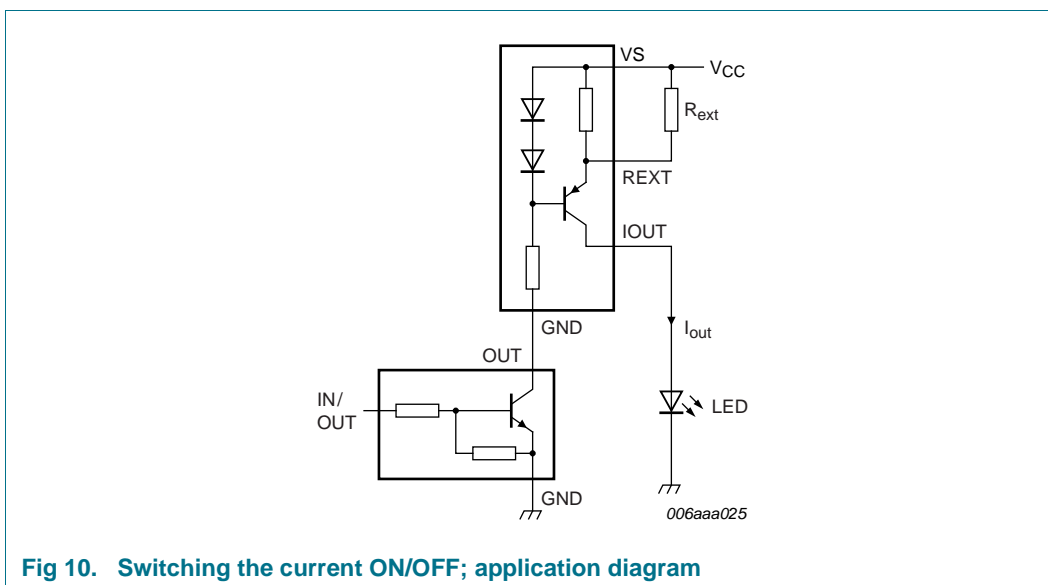 VS
VCC
Rext
REXT
IOUT
GND
Iout
OUT
IN/
OUT
LED
GND
006aaa025
Fig 10. Switching the current ON/OFF; application diagram